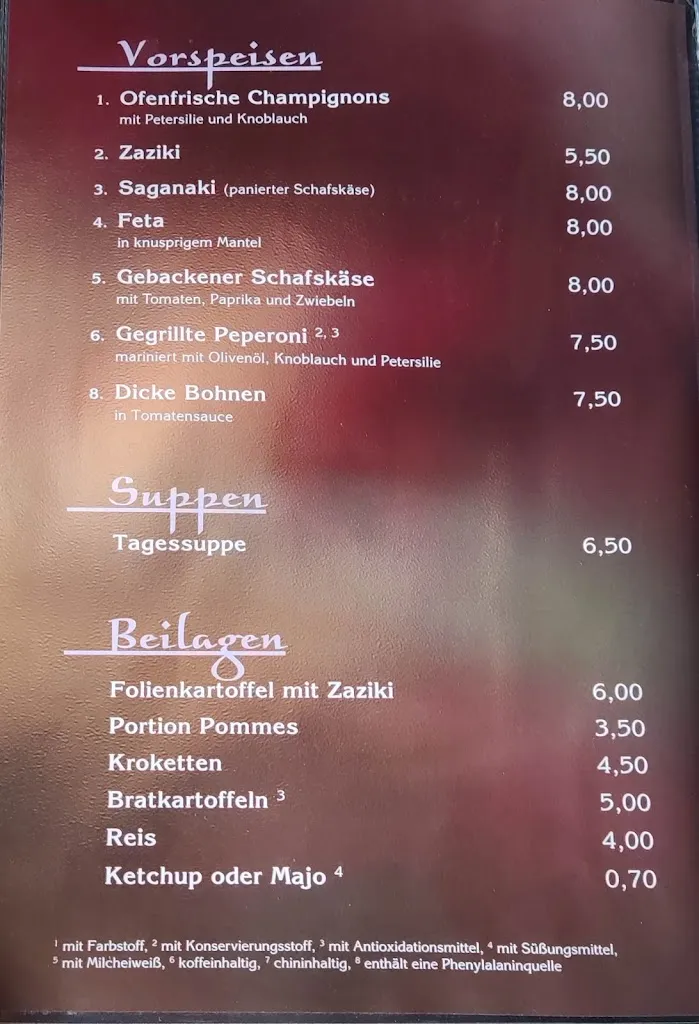 Vorspeisen
1. Ofenfrische Champignons 8,00
mit Petersilie und Knoblauch
2. Zaziki 5,50
3. Saganaki (panierter Schafskäse) 8,00
4. Feta 8,00
in knusprigem Mantel
5. Gebackener Schafskäse 8,00
mit Tomaten, Paprika und Zwiebeln
6. Gegrillte Peperoni 2, 3 7,50
mariniert mit Olivenöl, Knoblauch und Petersilie
8. Dicke Bohnen 7,50
in Tomatensauce
Suppen
Tagessuppe 6,50
Beilagen
Folienkartoffel mit Zaziki 6,00
Portion Pommes 3,50
Kroketten 4,50
Bratkartoffeln 3 5,00
Reis 4,00
Ketchup oder Majo 4 0,70
1 mit Farbstoff, 2 mit Konservierungsstoff, 3 mit Antioxidationsmittel, 4 mit Süßungsmittel,
5 mit Milcheiweiß, 6 koffeinhaltig, 7 chininhaltig, 8 enthält eine Phenylalaninquelle